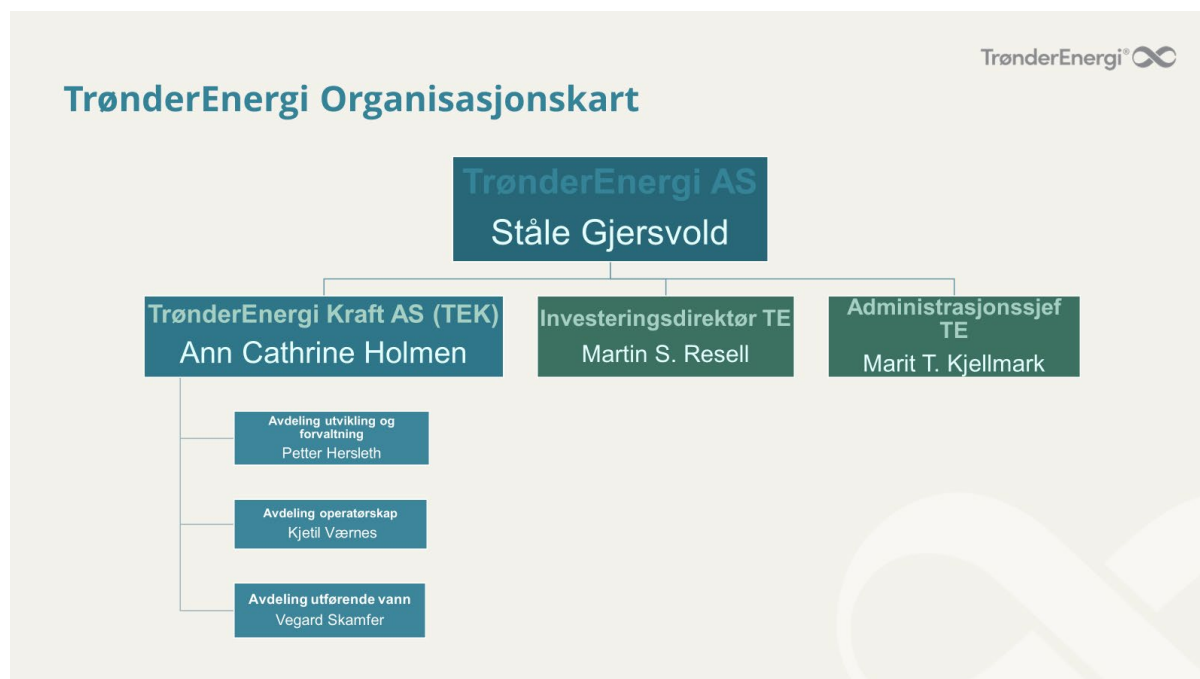 TrønderEnergi®
TrønderEnergi Organisasjonskart
TrønderEnergi AS
Ståle Gjersvold
TrønderEnergi Kraft AS (TEK)
Ann Cathrine Holmen
Investeringsdirektør TE
Martin S. Resell
Administrasjonssjef
TE
Marit T. Kjellmark
Avdeling utvikling og
forvaltning
Petter Hersleth
Avdeling operatørskap
Kjetil Værnes
Avdeling utførende vann
Vegard Skamfer